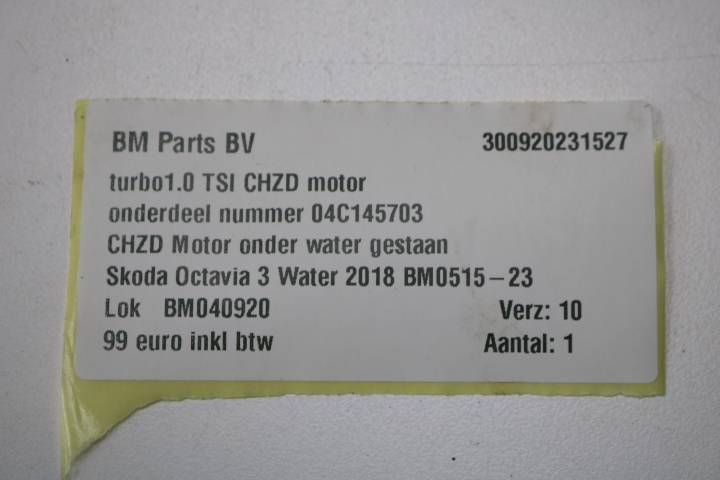 BM Parts BV 300920231527
turbo1.0 TSI CHZD motor
onderdeel nummer 04C145703
CHZD Motor onder water gestaan
Skoda Octavia 3 Water 2018 BM0515-23
Lok BM040920 Verz: 10
99 euro inkl btw Aantal: 1